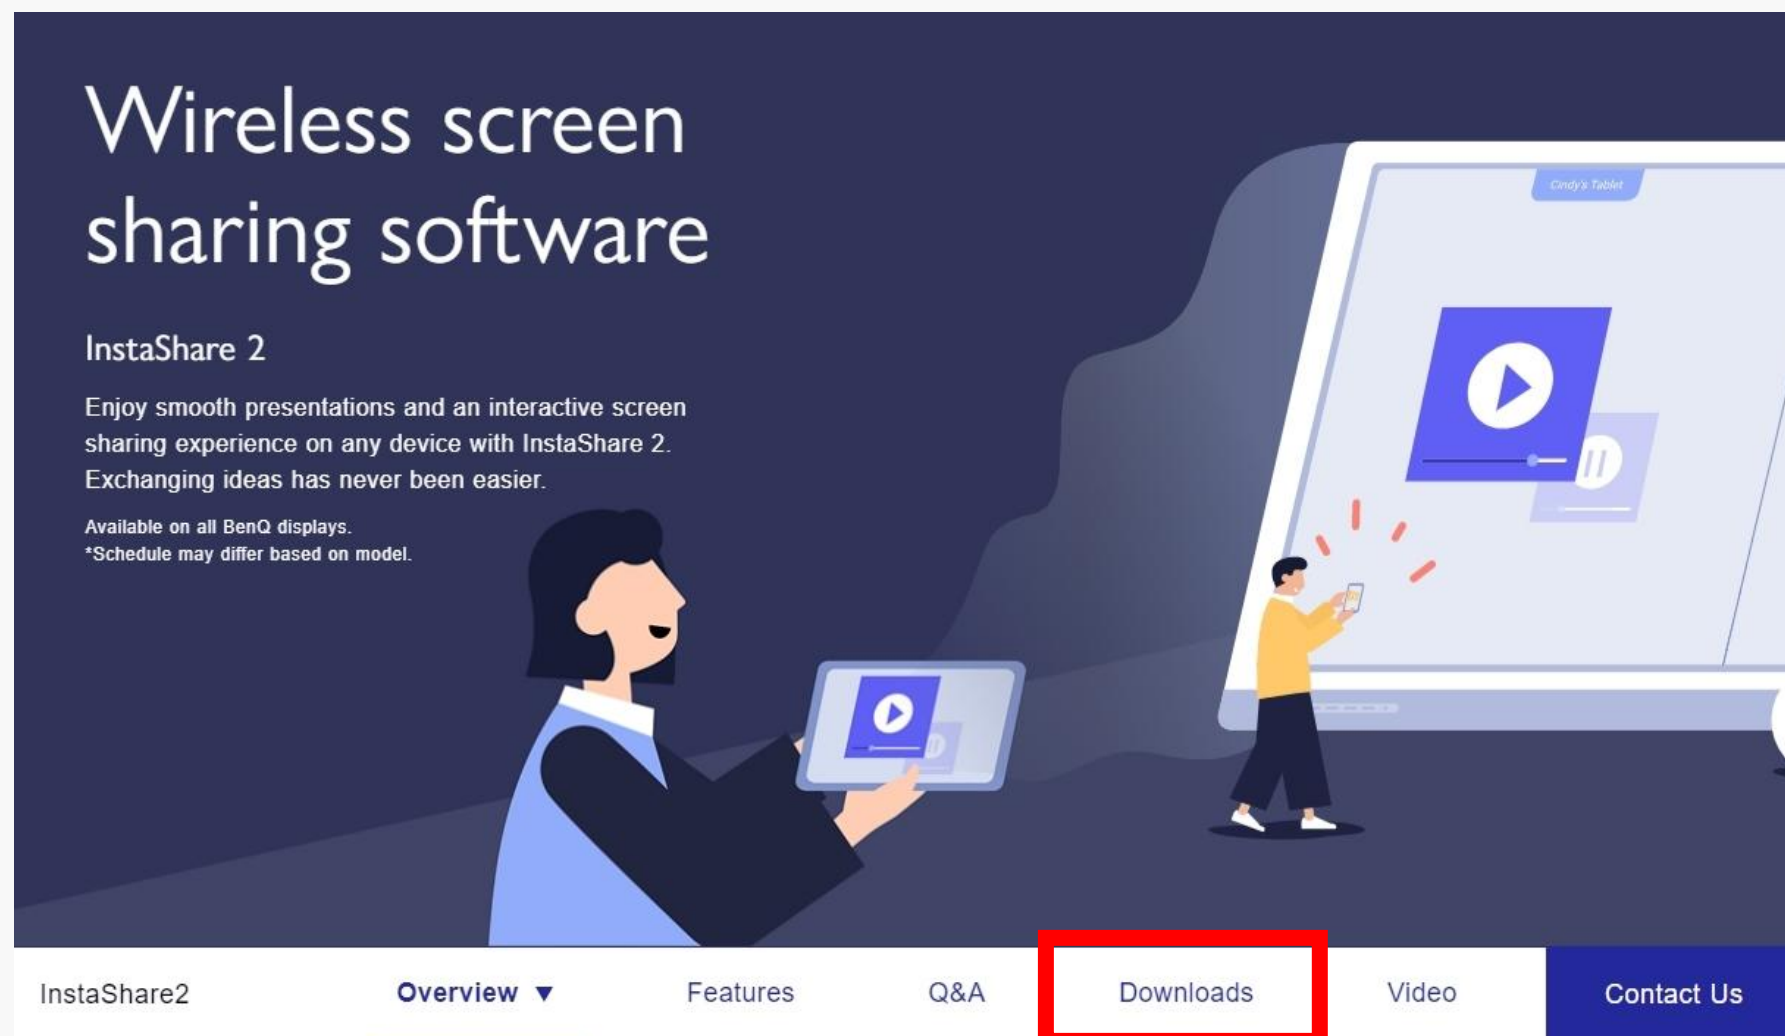 Wireless screen
sharing software
InstaShare 2
Enjoy smooth presentations and an interactive screen
sharing experience on any device with InstaShare 2.
Exchanging ideas has never been easier.
Available on all BenQ displays.
*Schedule may differ based on model.
Cindy's Tablet
InstaShare2 Overview ▼ Features Q&A Downloads Video Contact Us